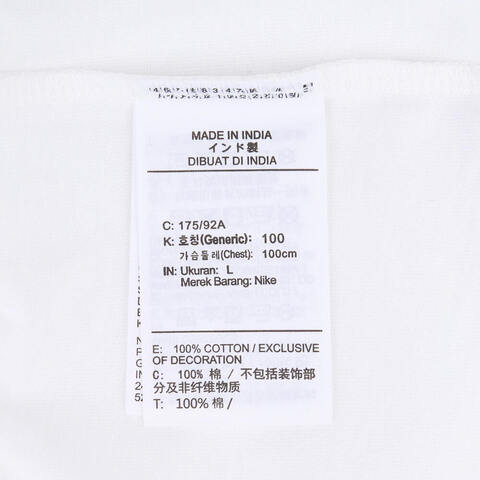 MADE IN INDIA
インド製
DIBUAT DI INDIA
C: 175/92A
K: 호칭(Generic): 100
가슴둘레(Chest): 100cm
IN: Ukuran: L
Merek Barang: Nike
E: 100% COTTON / EXCLUSIVE
OF DECORATION
C: 100% 棉 / 不包括装饰部
分及非纤维物质
T: 100% 棉 /